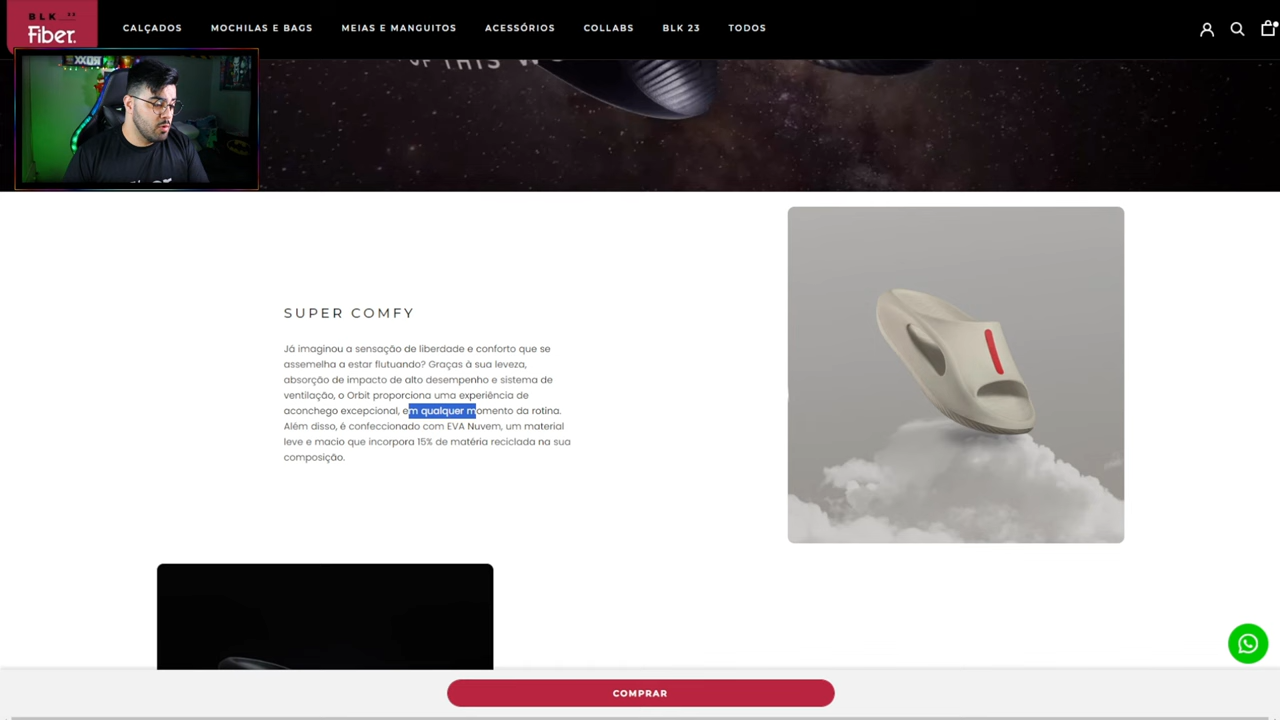 BLK
Fiber.
CALÇADOS
MOCHILAS E BAGS
MEIAS E MANGUITOS
ACESSÓRIOS
COLLABS
BLK 23
TODOS
OF THIS
SUPER COMFY
Já imaginou a sensação de liberdade e conforto que se
assemelha a estar flutuando? Graças à sua leveza,
absorção de impacto de alto desempenho e sistema de
ventilação, o Orbit proporciona uma experiência de
aconchego excepcional, em qualquer momento da rotina.
Além disso, é confeccionado com EVA Nuvem, um material
leve e macio que incorpora 15% de matéria reciclada na sua
composição.
COMPRAR